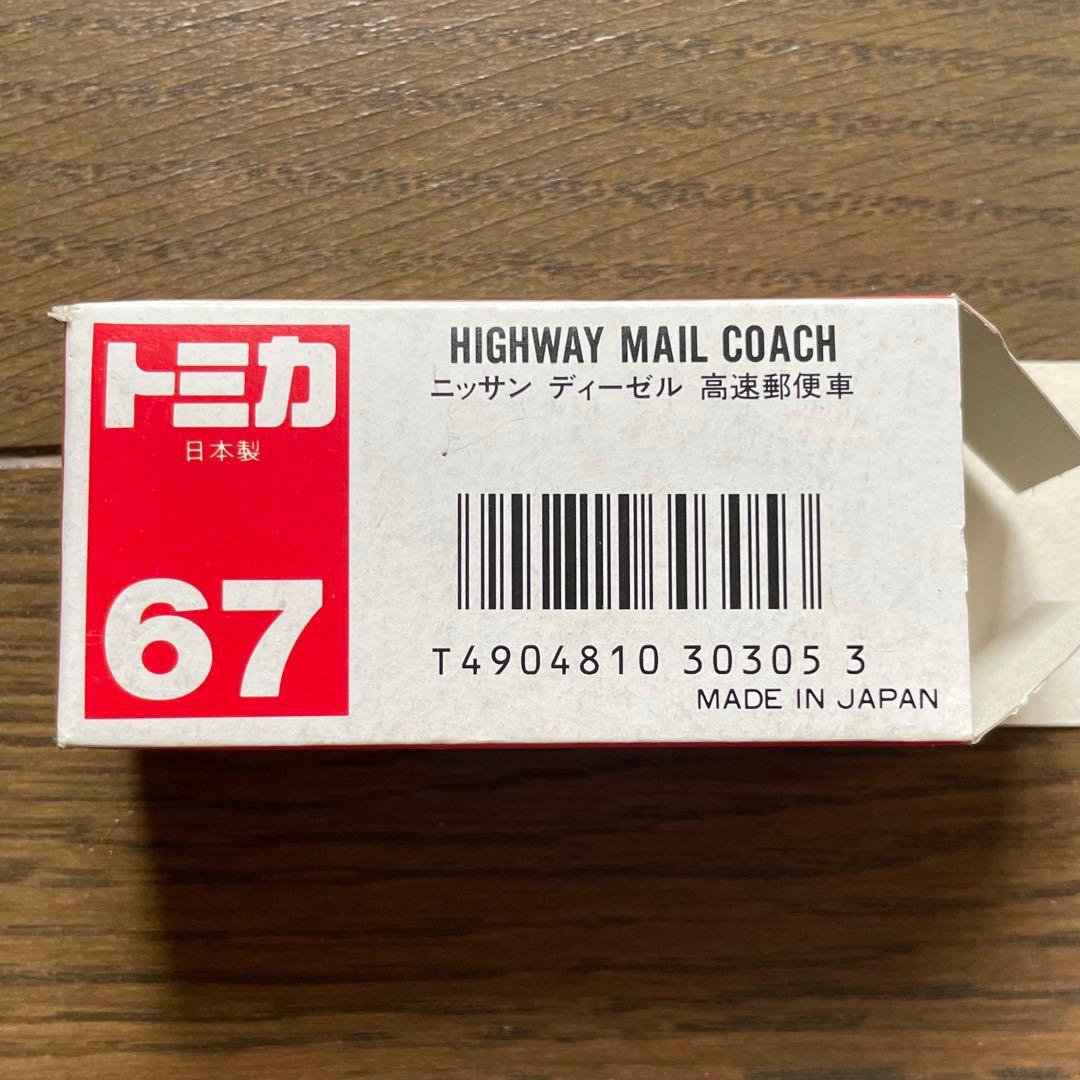 トミカ
日本製
67
HIGHWAY MAIL COACH
ニッサン ディーゼル 高速郵便車
T4904810 30305 3
MADE IN JAPAN